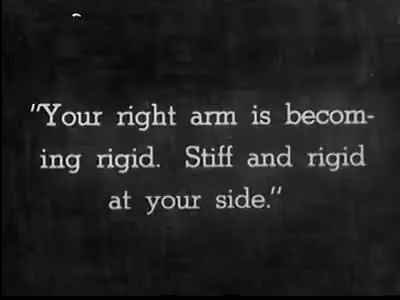 "Your right arm is becom-
ing rigid. Stiff and rigid
at your side."